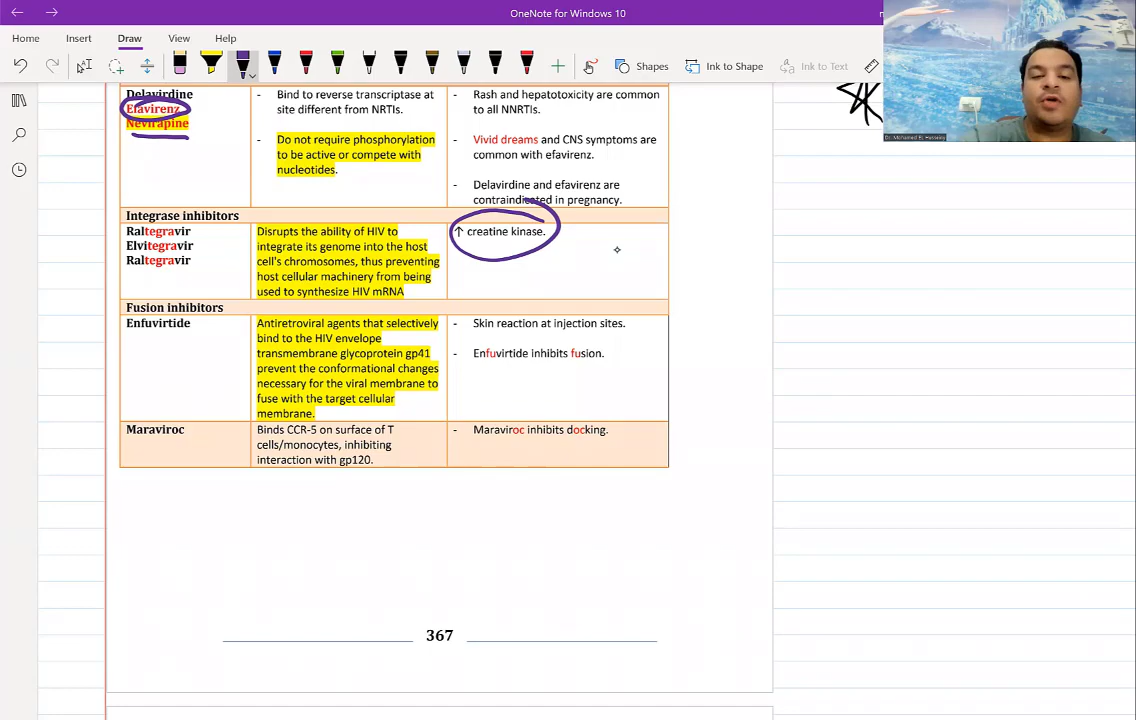 OneNote for Windows 10
Home Insert Draw View Help
Shapes Ink to Shape Ink to Text
Dr. Mohamed EL Hosseiny
Delavirdine
Efavirenz
Nevirapine
- Bind to reverse transcriptase at
site different from NRTIs.
- Do not require phosphorylation
to be active or compete with
nucleotides.
- Rash and hepatotoxicity are common
to all NNRTIs.
- Vivid dreams and CNS symptoms are
common with efavirenz.
- Delavirdine and efavirenz are
contraindicated in pregnancy.
Integrase inhibitors
Raltegravir
Elvitegravir
Raltegravir
Disrupts the ability of HIV to
integrate its genome into the host
cell's chromosomes, thus preventing
host cellular machinery from being
used to synthesize HIV mRNA
↑ creatine kinase.
Fusion inhibitors
Enfuvirtide
Antiretroviral agents that selectively
bind to the HIV envelope
transmembrane glycoprotein gp41
prevent the conformational changes
necessary for the viral membrane to
fuse with the target cellular
membrane.
- Skin reaction at injection sites.
- Enfuvirtide inhibits fusion.
Maraviroc
Binds CCR-5 on surface of T
cells/monocytes, inhibiting
interaction with gp120.
- Maraviroc inhibits docking.
367